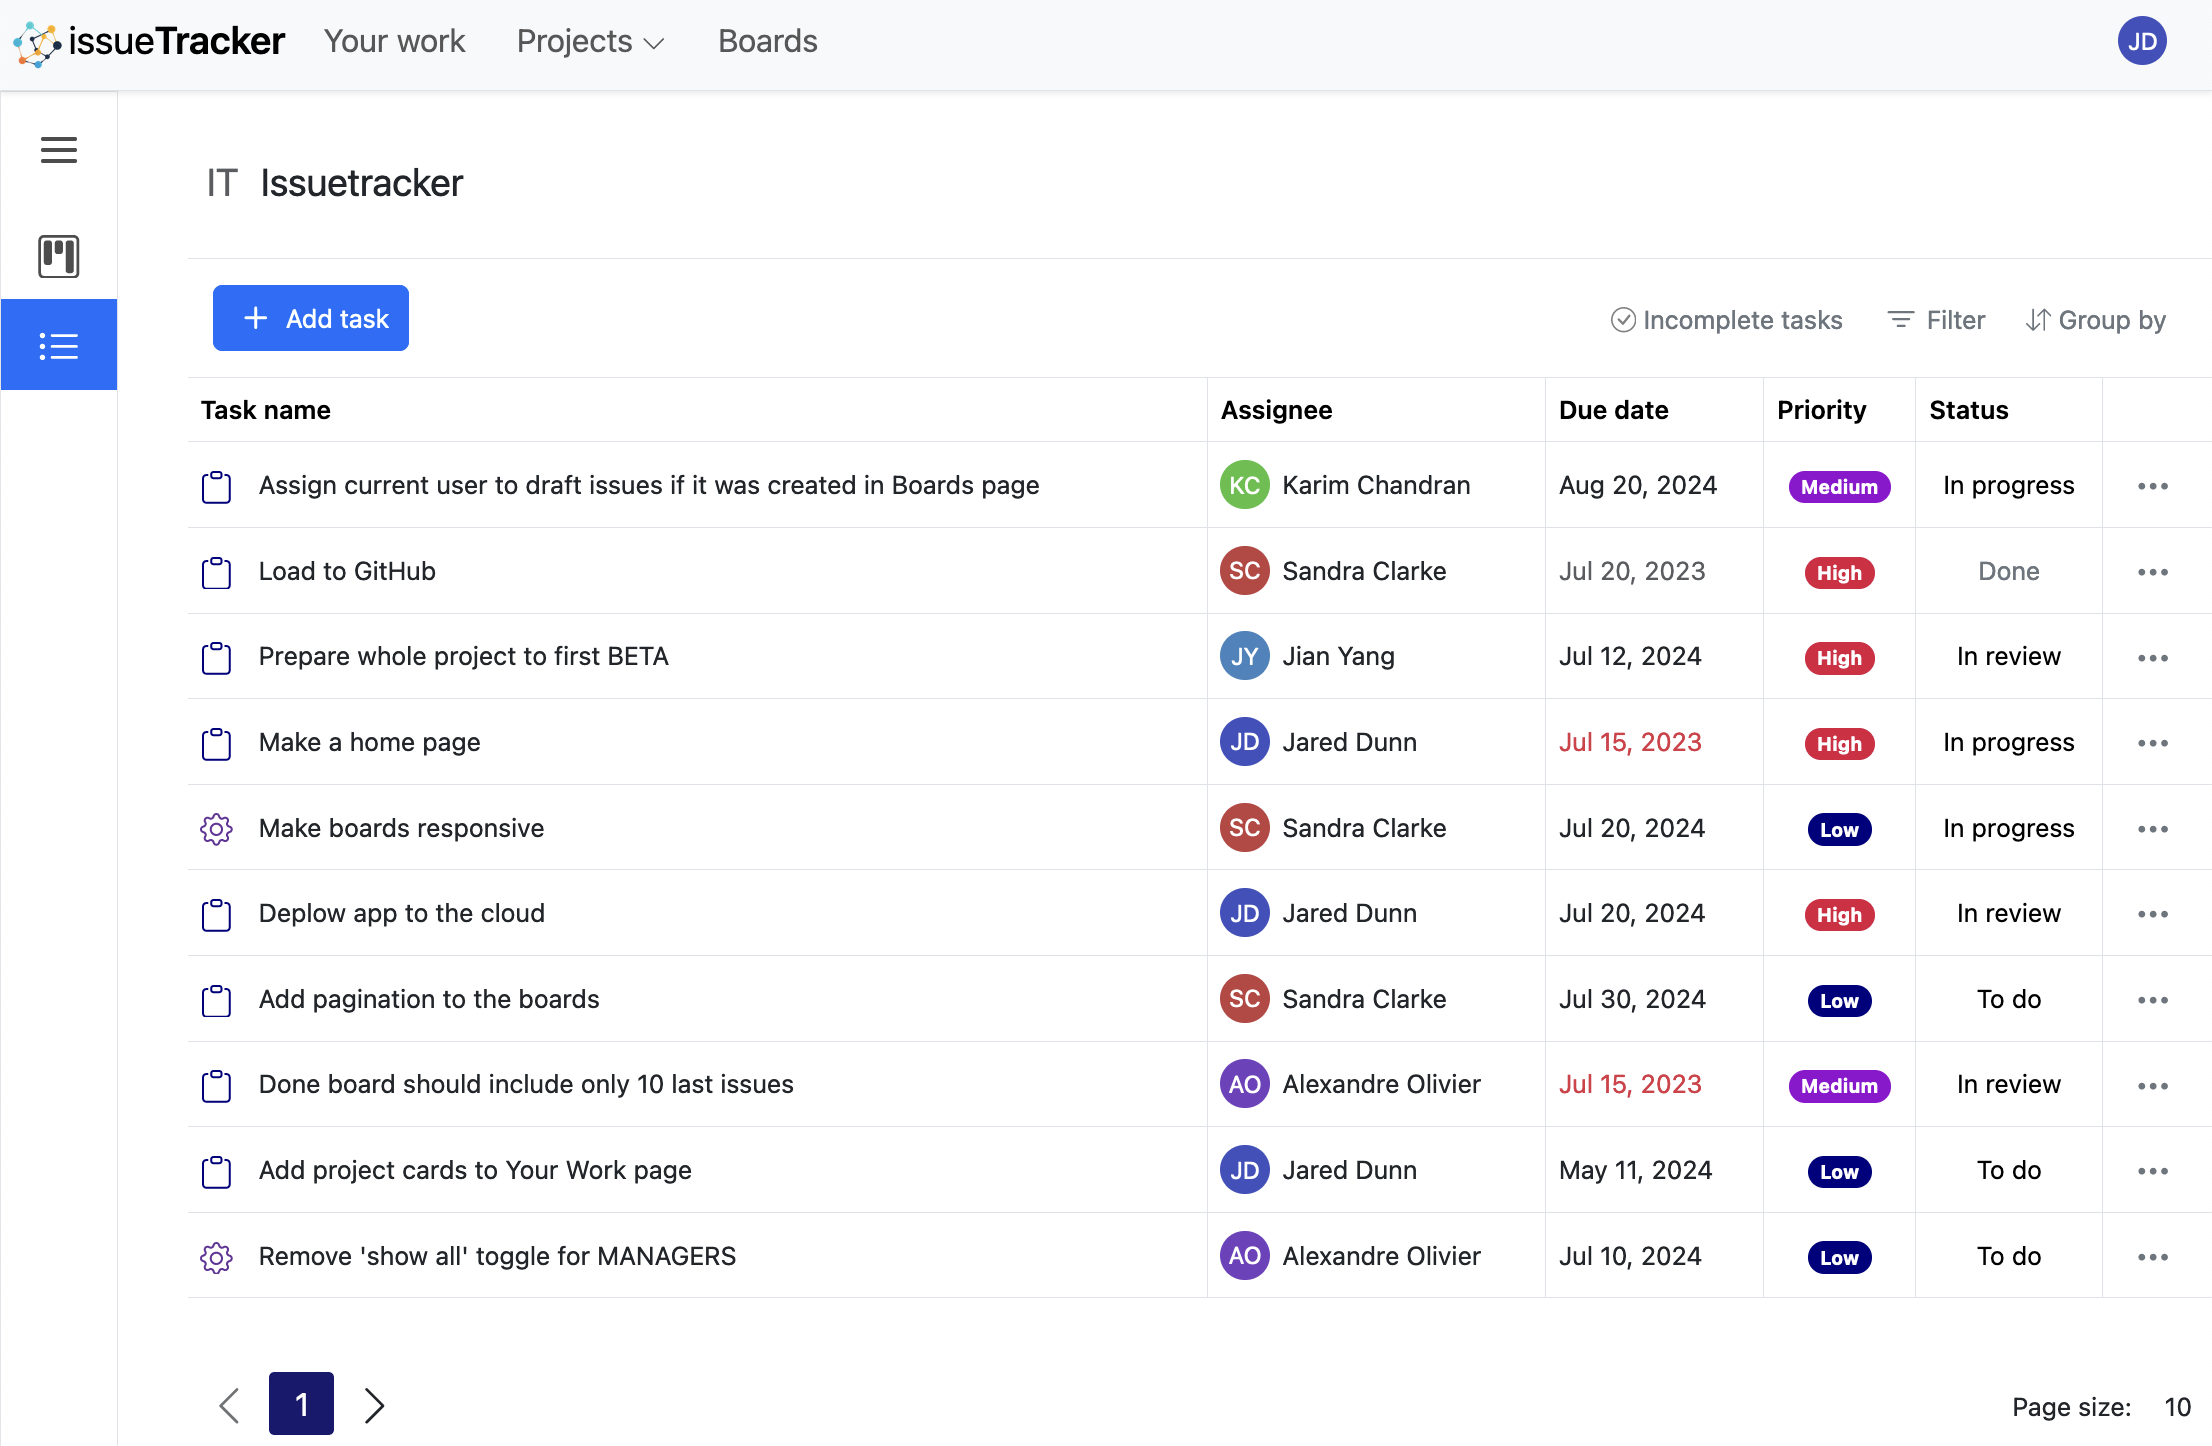 issueTracker Your work Projects Boards JD
IT Issuetracker
Add task Incomplete tasks Filter Group by
Task name Assignee Due date Priority Status
Assign current user to draft issues if it was created in Boards page KC Karim Chandran Aug 20, 2024 Medium In progress
Load to GitHub SC Sandra Clarke Jul 20, 2023 High Done
Prepare whole project to first BETA JY Jian Yang Jul 12, 2024 High In review
Make a home page JD Jared Dunn Jul 15, 2023 High In progress
Make boards responsive SC Sandra Clarke Jul 20, 2024 Low In progress
Deplow app to the cloud JD Jared Dunn Jul 20, 2024 High In review
Add pagination to the boards SC Sandra Clarke Jul 30, 2024 Low To do
Done board should include only 10 last issues AO Alexandre Olivier Jul 15, 2023 Medium In review
Add project cards to Your Work page JD Jared Dunn May 11, 2024 Low To do
Remove 'show all' toggle for MANAGERS AO Alexandre Olivier Jul 10, 2024 Low To do
1 Page size: 10